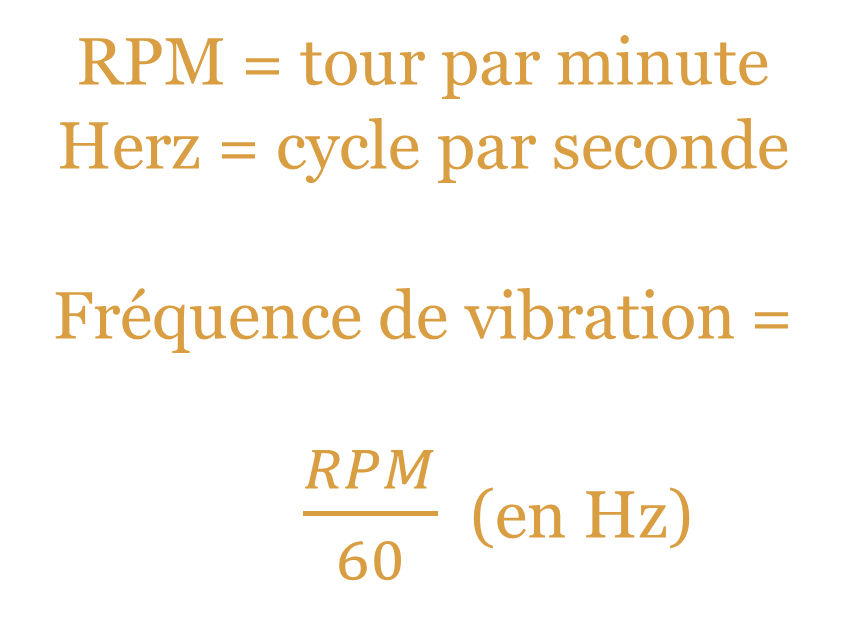 RPM = tour par minute
Herz = cycle par seconde
Fréquence de vibration =
RPM
60
(en Hz)